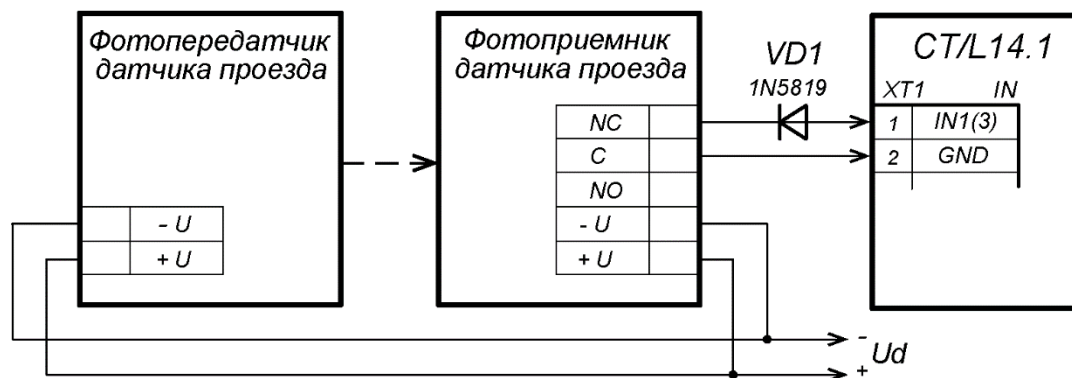 Фотопередатчик
датчика проезда
- U
+ U
Фотоприемник
датчика проезда
NC
C
NO
- U
+ U
VD1
1N5819
CT/L14.1
XT1 IN
1 IN1(3)
2 GND
-
Ud
+